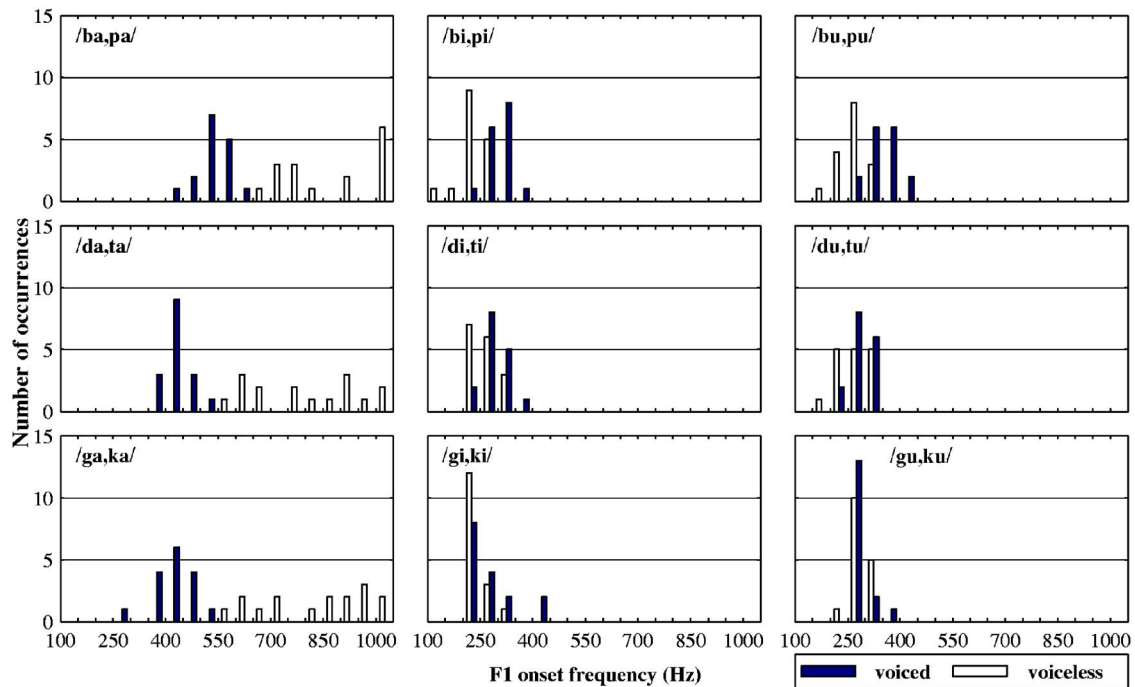 Number of occurrences
15
10
5
0
/ba,pa/
/bi,pi/
/bu,pu/
15
10
5
0
/da,ta/
/di,ti/
/du,tu/
15
10
5
0
/ga,ka/
/gi,ki/
/gu,ku/
100 250 400 550 700 850 1000
100 250 400 550 700 850 1000
100 250 400 550 700 850 1000
F1 onset frequency (Hz)
voiced voiceless